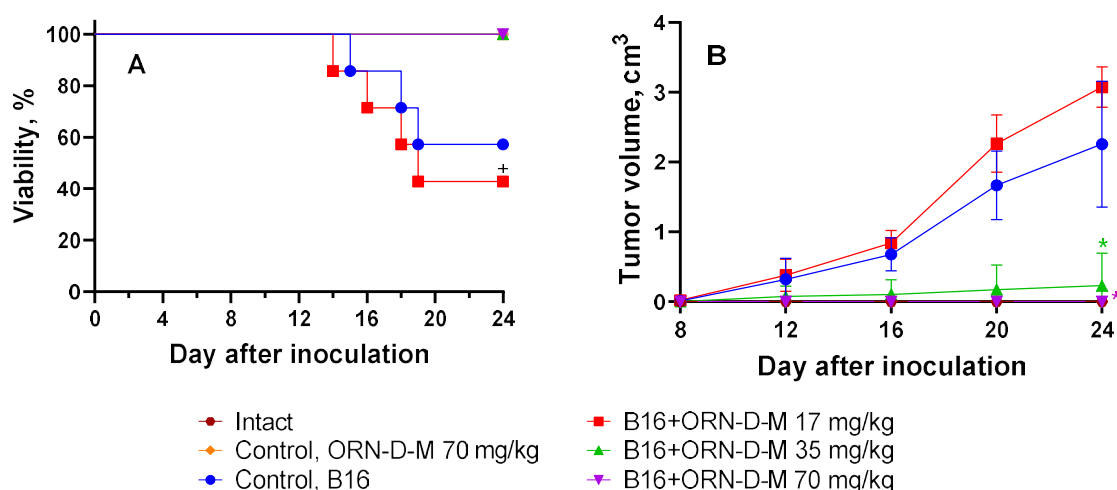 A
Viability, %
100
80
60
40
20
0
+
0 4 8 14 16 20 24
Day after inoculation
B
Tumor volume, cm3
4
3
2
1
0
*
*
8 12 16 20 24
Day after inoculation
Intact
Control, ORN-D-M 70 mg/kg
Control, B16
B16+ORN-D-M 17 mg/kg
B16+ORN-D-M 35 mg/kg
B16+ORN-D-M 70 mg/kg